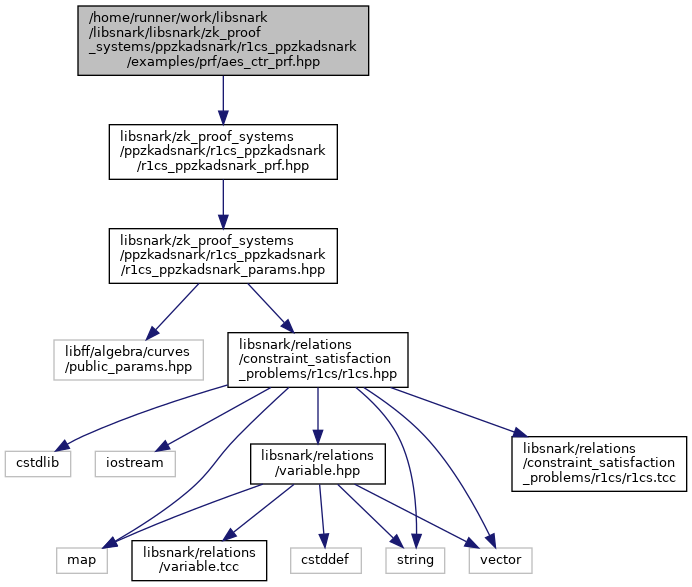 /home/runner/work/libsnark
/libsnark/libsnark/zk_proof
_systems/ppzkadsnark/r1cs_ppzkadsnark
/examples/prf/aes_ctr_prf.hpp
libsnark/zk_proof_systems
/ppzkadsnark/r1cs_ppzkadsnark
/r1cs_ppzkadsnark_prf.hpp
libsnark/zk_proof_systems
/ppzkadsnark/r1cs_ppzkadsnark
/r1cs_ppzkadsnark_params.hpp
libff/algebra/curves
/public_params.hpp
libsnark/relations
/constraint_satisfaction
_problems/r1cs/r1cs.hpp
cstdlib
iostream
libsnark/relations
/variable.hpp
libsnark/relations
/constraint_satisfaction
_problems/r1cs/r1cs.tcc
map
libsnark/relations
/variable.tcc
cstddef
string
vector